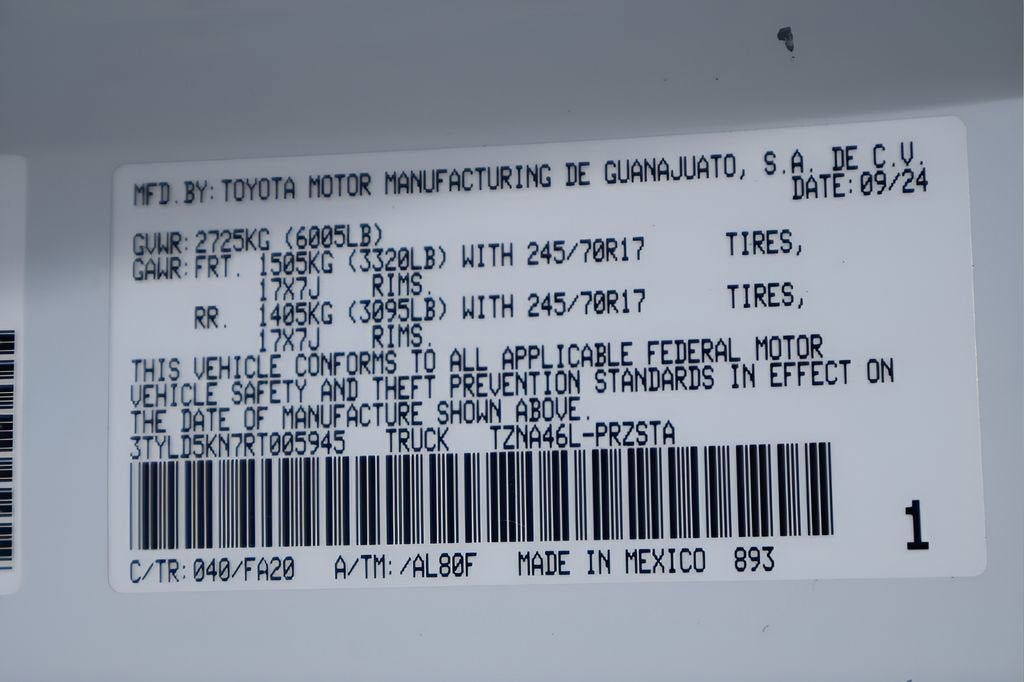 MFD.BY:TOYOTA MOTOR MANUFACTURING DE GUANAJUATO, S.A. DE C.V.
DATE:09/24
GVWR:2725KG (6005LB)
GAWR:FRT. 1505KG (3320LB) WITH 245/70R17 TIRES,
17X7J RIMS.
RR. 1405KG (3095LB) WITH 245/70R17 TIRES,
17X7J RIMS.
THIS VEHICLE CONFORMS TO ALL APPLICABLE FEDERAL MOTOR
VEHICLE SAFETY AND THEFT PREVENTION STANDARDS IN EFFECT ON
THE DATE OF MANUFACTURE SHOWN ABOVE.
3TYLD5KN7RT005945 TRUCK TZNA46L-PRZSTA
1
C/TR:040/FA20 A/TM:/AL80F MADE IN MEXICO 893